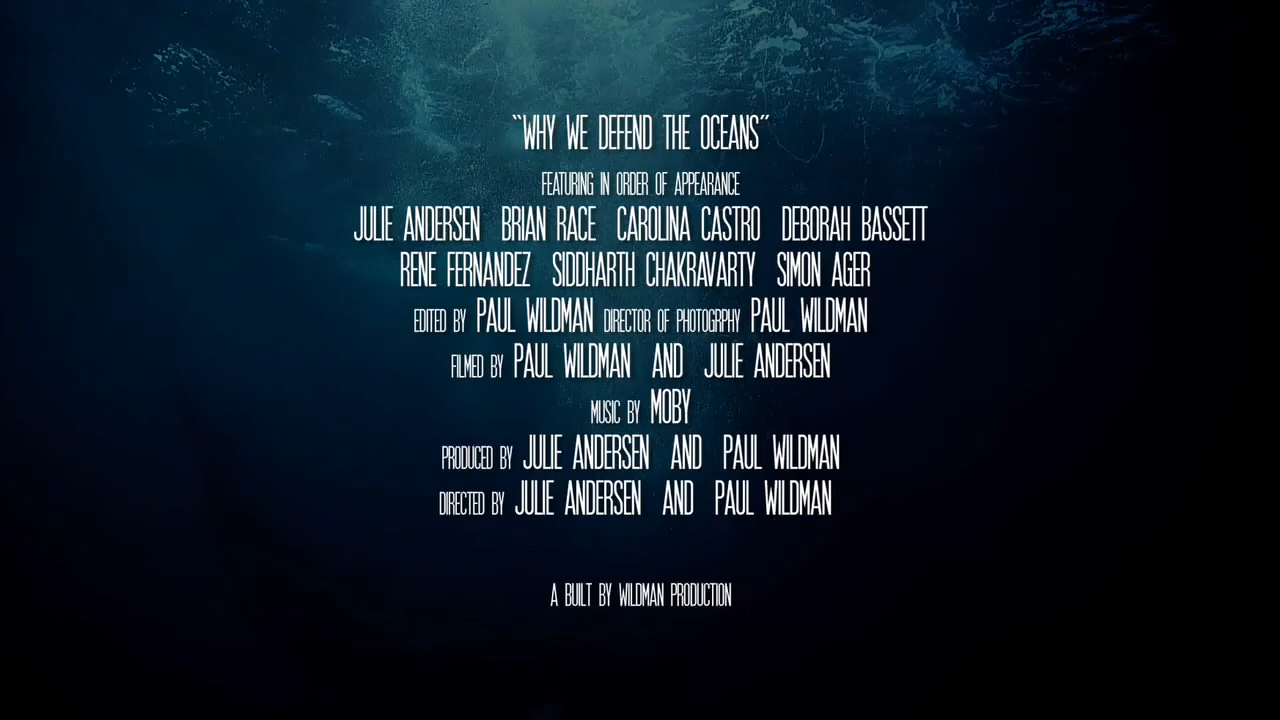 "WHY WE DEFEND THE OCEANS"
FEATURING IN ORDER OF APPEARANCE
JULIE ANDERSEN BRIAN RACE CAROLINA CASTRO DEBORAH BASSETT
RENE FERNANDEZ SIDDHARTH CHAKRAVARTY SIMON AGER
EDITED BY PAUL WILDMAN DIRECTOR OF PHOTOGRPHY PAUL WILDMAN
FILMED BY PAUL WILDMAN AND JULIE ANDERSEN
MUSIC BY MOBY
PRODUCED BY JULIE ANDERSEN AND PAUL WILDMAN
DIRECTED BY JULIE ANDERSEN AND PAUL WILDMAN
A BUILT BY WILDMAN PRODUCTION